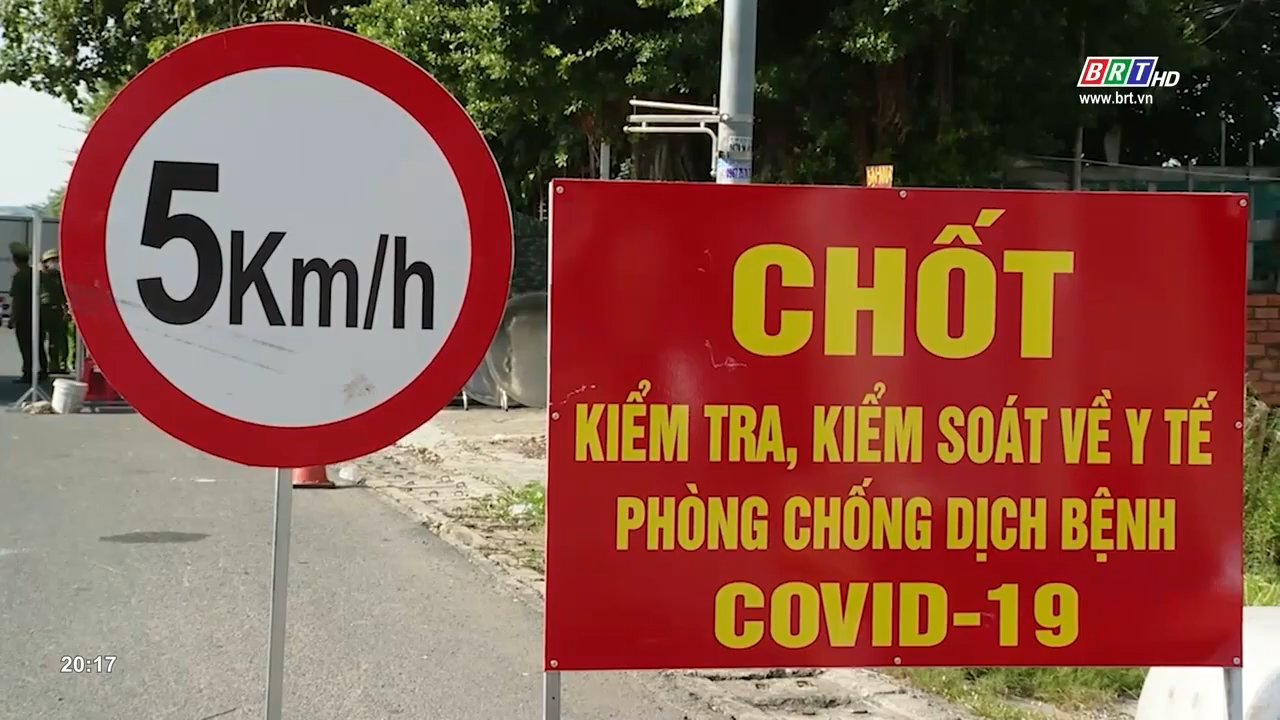 BRT HD
www.brt.vn
5Km/h
CHỐT
KIỂM TRA, KIỂM SOÁT VỀ Y TẾ
PHÒNG CHỐNG DỊCH BỆNH
COVID-19
20:17